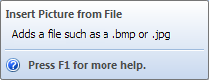 Insert Picture from File
Adds a file such as a .bmp or .jpg
Press F1 for more help.